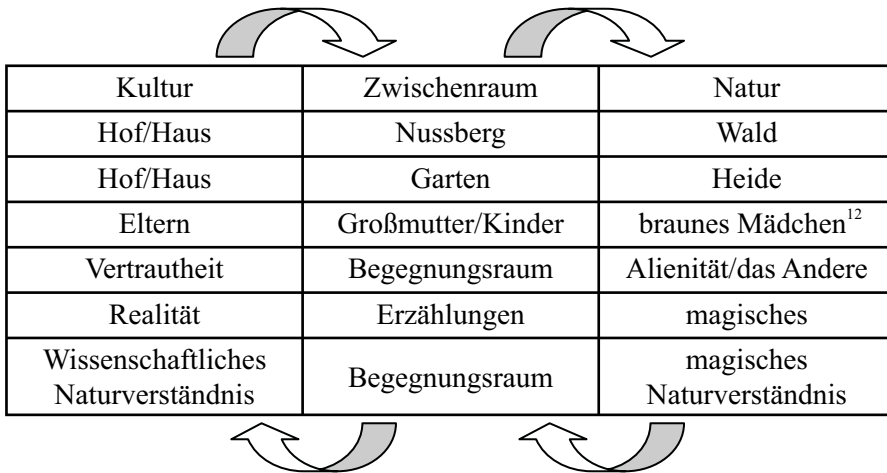 Kultur Zwischenraum Natur
Hof/Haus Nussberg Wald
Hof/Haus Garten Heide
Eltern Großmutter/Kinder braunes Mädchen12
Vertrautheit Begegnungsraum Alienität/das Andere
Realität Erzählungen magisches
Wissenschaftliches
Naturverständnis
Begegnungsraum
magisches
Naturverständnis